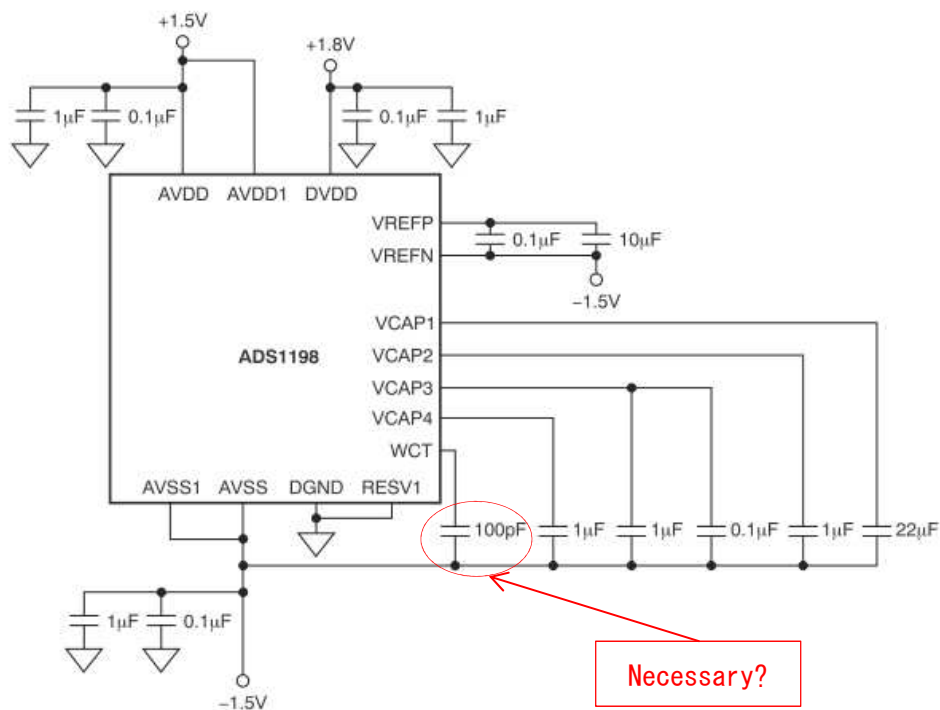 +1.5V
+1.8V
1µF 0.1µF 0.1µF 1µF
AVDD AVDD1 DVDD
VREFP
0.1µF 10µF
VREFN
−1.5V
VCAP1
ADS1198 VCAP2
VCAP3
VCAP4
WCT
AVSS1 AVSS DGND RESV1
100pF 1µF 1µF 0.1µF 1µF 22µF
1µF 0.1µF
−1.5V
Necessary?